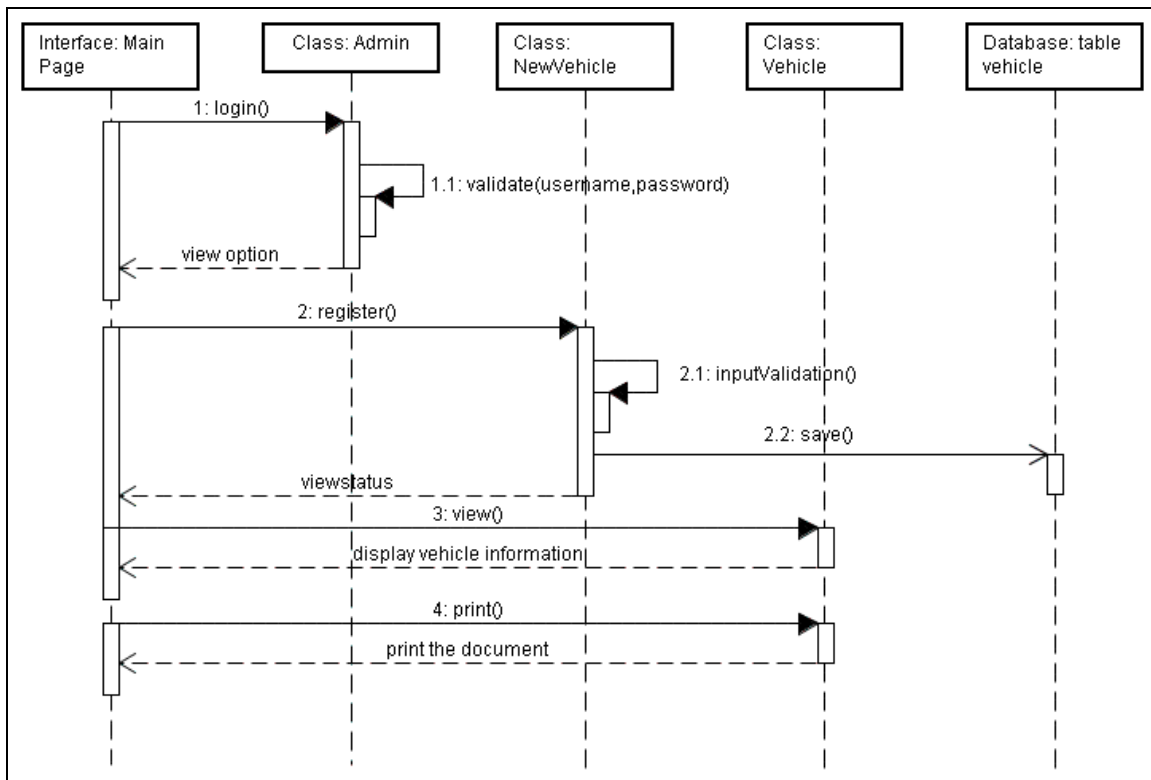 Interface: Main
Page
Class: Admin
Class:
NewVehicle
Class:
Vehicle
Database: table
vehicle
1: login()
1.1: validate(username,password)
view option
2: register()
2.1: inputValidation()
2.2: save()
viewstatus
3: view()
display vehicle information
4: print()
print the document